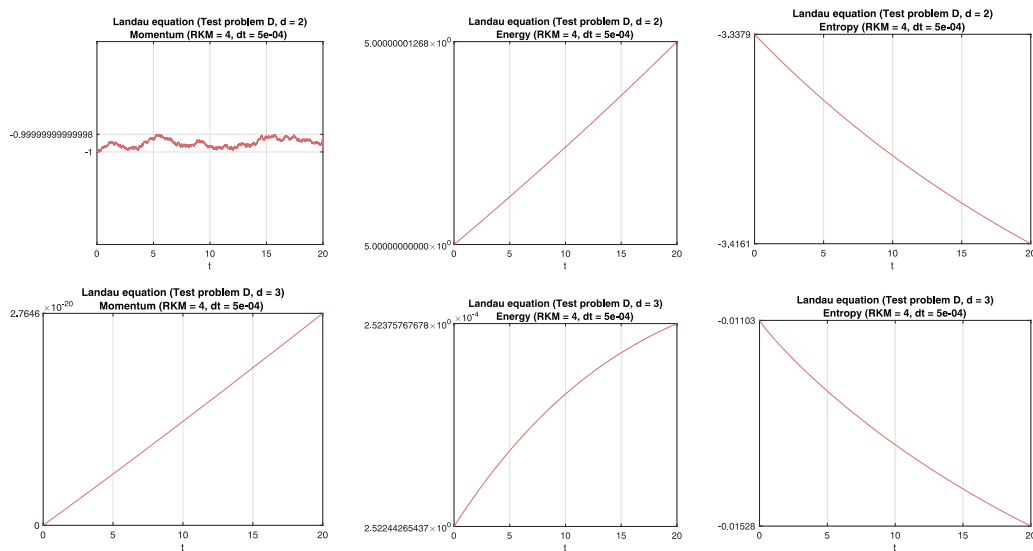 Landau equation (Test problem D, d = 2)
Momentum (RKM = 4, dt = 5e-04)
-0.99999999999998
-1
0 5 10 15 20
t
Landau equation (Test problem D, d = 2)
Energy (RKM = 4, dt = 5e-04)
5.00000001268×10⁰
5.00000000000×10⁰
0 5 10 15 20
t
Landau equation (Test problem D, d = 2)
Entropy (RKM = 4, dt = 5e-04)
-3.3379
-3.4161
0 5 10 15 20
t
Landau equation (Test problem D, d = 3)
Momentum (RKM = 4, dt = 5e-04)
×10⁻²⁰
2.7646
0
0 5 10 15 20
t
Landau equation (Test problem D, d = 3)
Energy (RKM = 4, dt = 5e-04)
×10⁻⁴
2.52375767678×10⁰
2.52244265437×10⁰
0 5 10 15 20
t
Landau equation (Test problem D, d = 3)
Entropy (RKM = 4, dt = 5e-04)
-0.01103
-0.01528
0 5 10 15 20
t